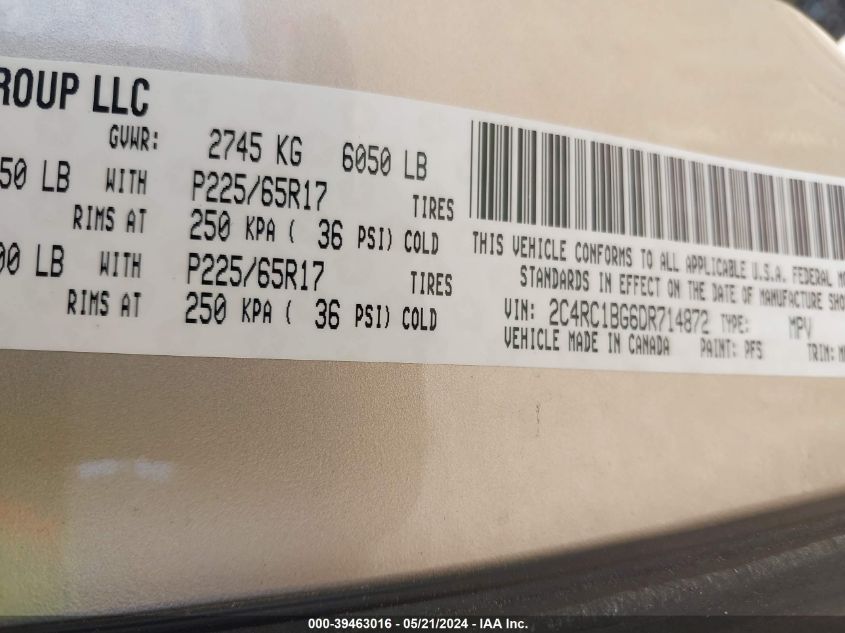 ROUP LLC
GVWR: 2745 KG 6050 LB
50 LB WITH P225/65R17 TIRES
RIMS AT 250 KPA ( 36 PSI) COLD
00 LB WITH P225/65R17 TIRES
RIMS AT 250 KPA ( 36 PSI) COLD
THIS VEHICLE CONFORMS TO ALL APPLICABLE U.S.A. FEDERAL M
STANDARDS IN EFFECT ON THE DATE OF MANUFACTURE SHO
VIN: 2C4RC1BG6DR714872 TYPE: MPV
VEHICLE MADE IN CANADA PAINT: PFS TRIM: M
000-39463016 - 05/21/2024 - IAA Inc.